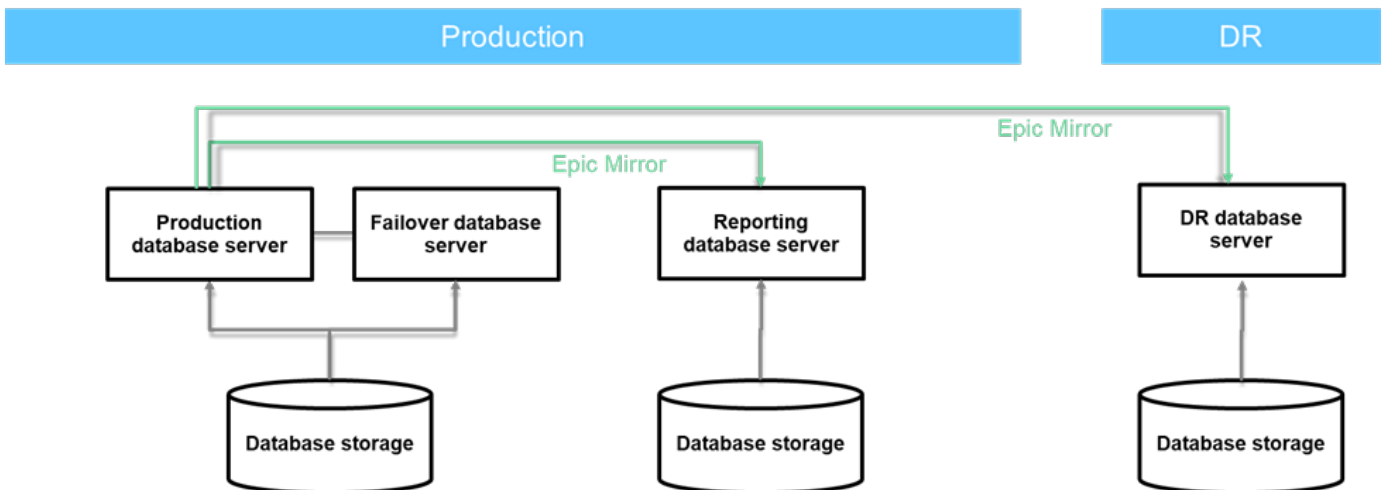 Production
DR
Epic Mirror
Epic Mirror
Production
database server
Failover database
server
Reporting
database server
DR database
server
Database storage
Database storage
Database storage